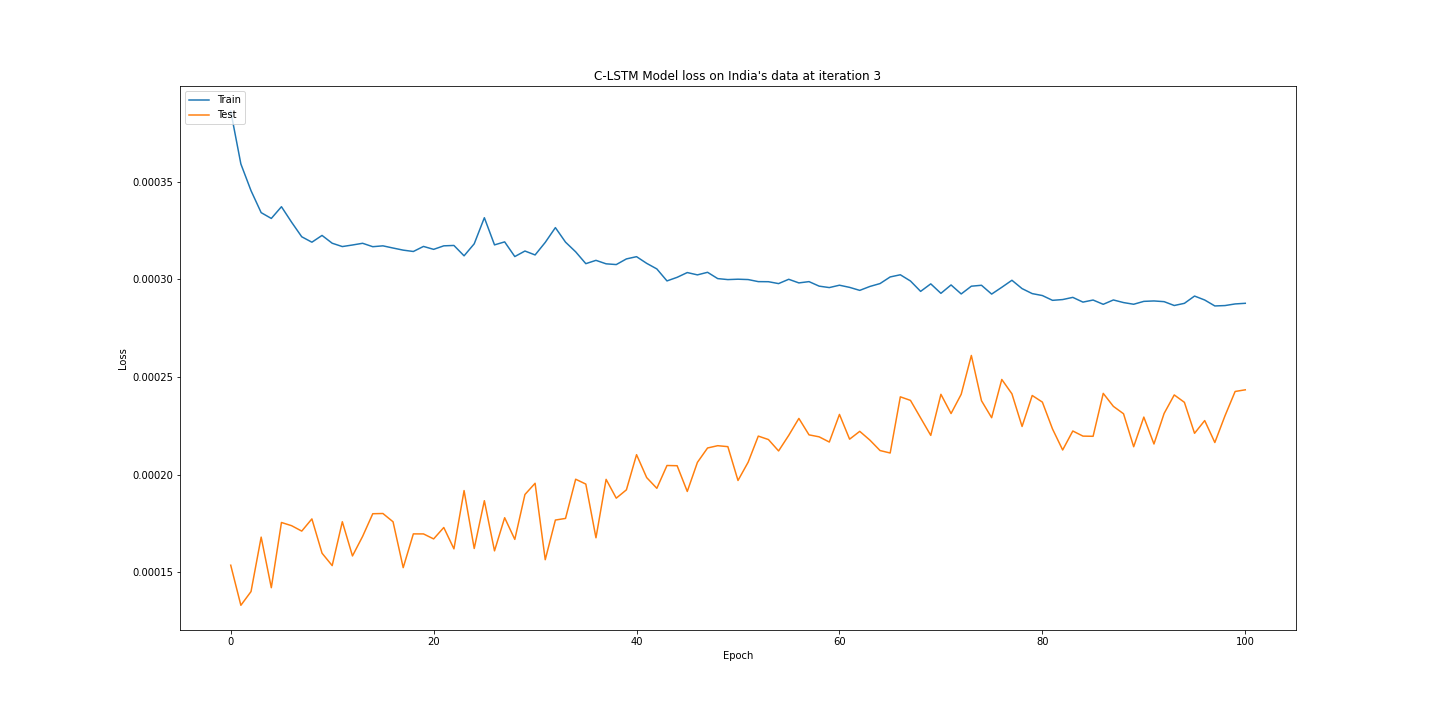 C-LSTM Model loss on India's data at iteration 3
Train
Test
0.00035
0.00030
0.00025
0.00020
0.00015
Loss
0 20 40 60 80 100
Epoch